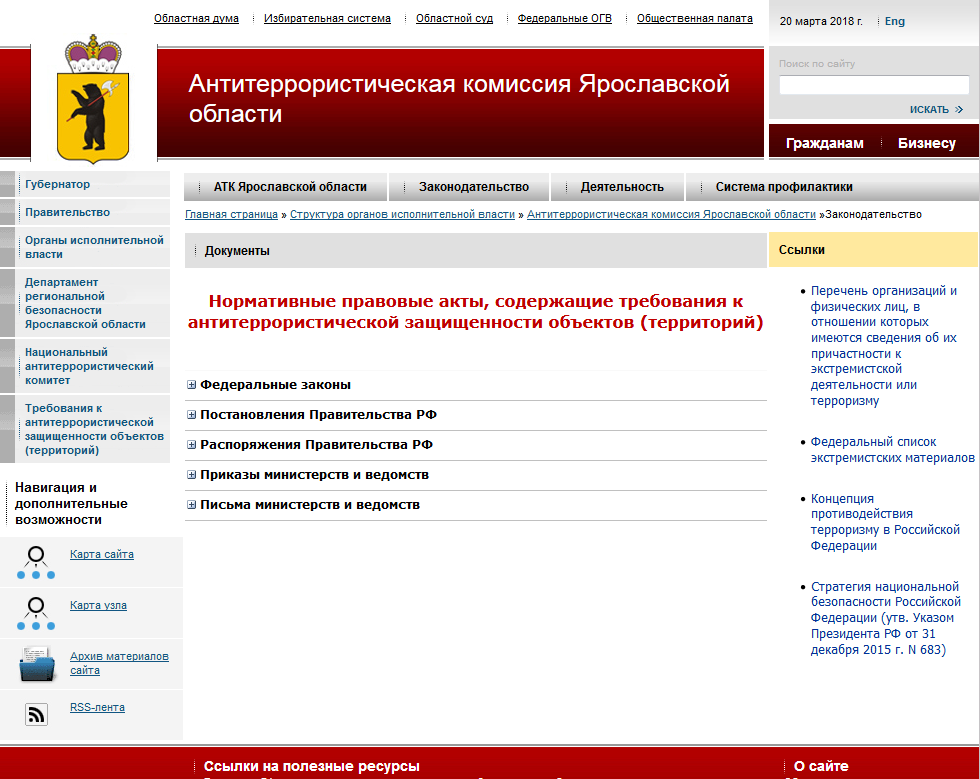 Областная дума
Избирательная система
Областной суд
Федеральные ОГВ
Общественная палата
20 марта 2018 г.
Eng
Антитеррористическая комиссия Ярославской
области
Поиск по сайту
ИСКАТЬ
Гражданам
Бизнесу
Губернатор
Правительство
Органы исполнительной
власти
Департамент
региональной
безопасности
Ярославской области
Национальный
антитеррористический
комитет
Требования к
антитеррористической
защищенности объектов
(территорий)
Навигация и
дополнительные
возможности
Карта сайта
Карта узла
Архив материалов
сайта
RSS-лента
АТК Ярославской области
Законодательство
Деятельность
Система профилактики
Главная страница » Структура органов исполнительной власти » Антитеррористическая комиссия Ярославской области »Законодательство
Документы
Нормативные правовые акты, содержащие требования к
антитеррористической защищенности объектов (территорий)
Федеральные законы
Постановления Правительства РФ
Распоряжения Правительства РФ
Приказы министерств и ведомств
Письма министерств и ведомств
Ссылки
Перечень организаций и
физических лиц, в
отношении которых
имеются сведения об их
причастности к
экстремистской
деятельности или
терроризму
Федеральный список
экстремистских материалов
Концепция
противодействия
терроризму в Российской
Федерации
Стратегия национальной
безопасности Российской
Федерации (утв. Указом
Президента РФ от 31
декабря 2015 г. N 683)
Ссылки на полезные ресурсы
О сайте